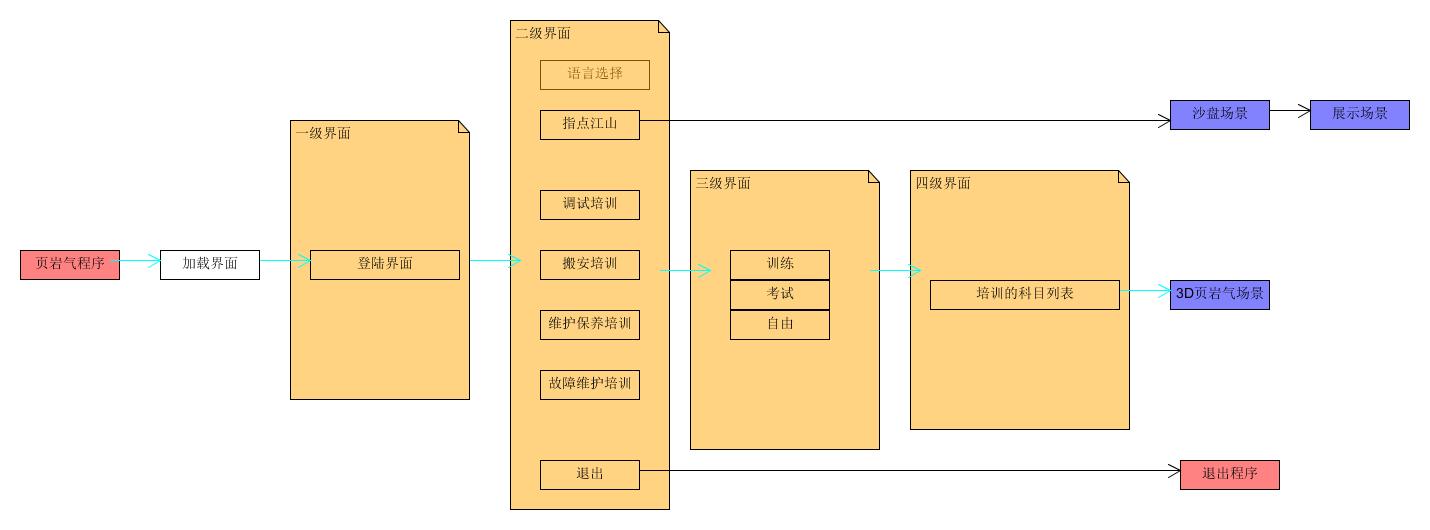 页岩气程序
加载界面
一级界面
登陆界面
二级界面
语言选择
指点江山
调试培训
搬安培训
维护保养培训
故障维护培训
退出
三级界面
训练
考试
自由
四级界面
培训的科目列表
沙盘场景
展示场景
3D页岩气场景
退出程序